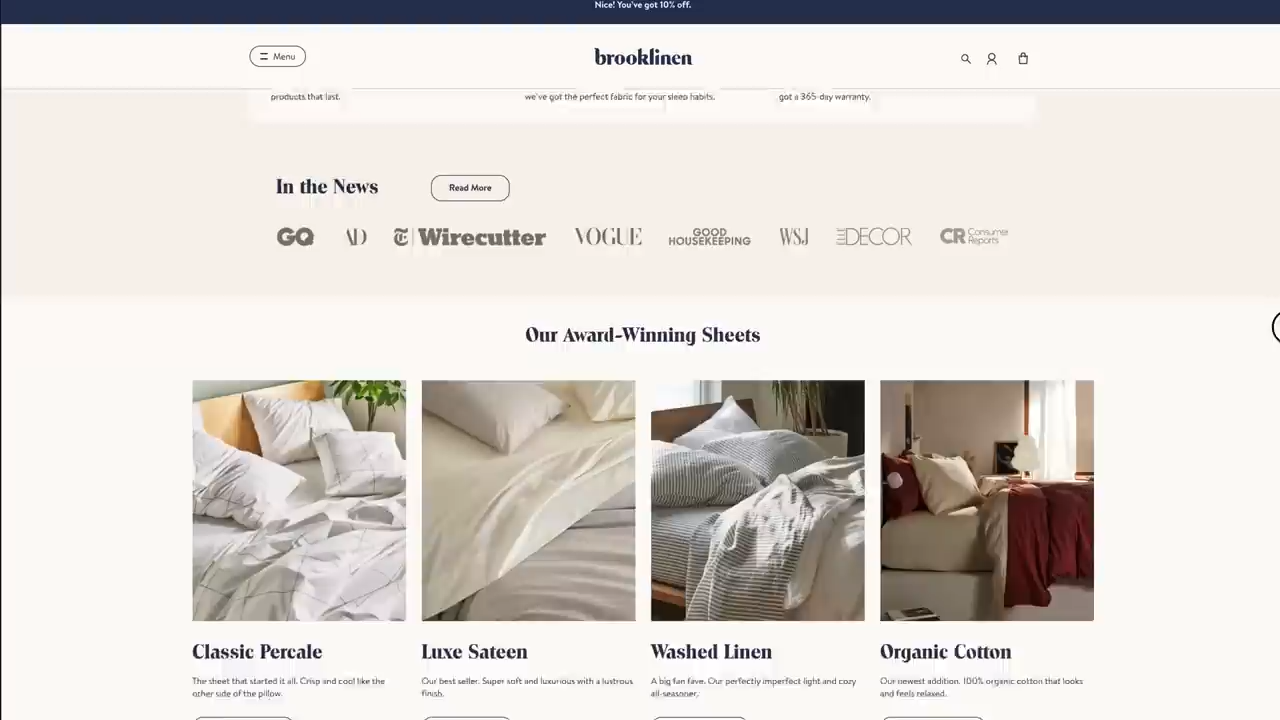 Nice! You've got 10% off.
Menu
brooklinen
products that last.
we've got the perfect fabric for your sleep habits.
got a 365-day warranty.
In the News
Read More
GQ AD T Wirecutter VOGUE GOOD HOUSEKEEPING WSJ ELLE DECOR CR Consumer Reports
Our Award-Winning Sheets
Classic Percale
The sheet that started it all. Crisp and cool like the
other side of the pillow.
Luxe Sateen
Our best seller. Super soft and luxurious with a lustrous
finish.
Washed Linen
A big fan fave. Our perfectly imperfect light and cozy
all-seasoner.
Organic Cotton
Our newest addition. 100% organic cotton that looks
and feels relaxed.